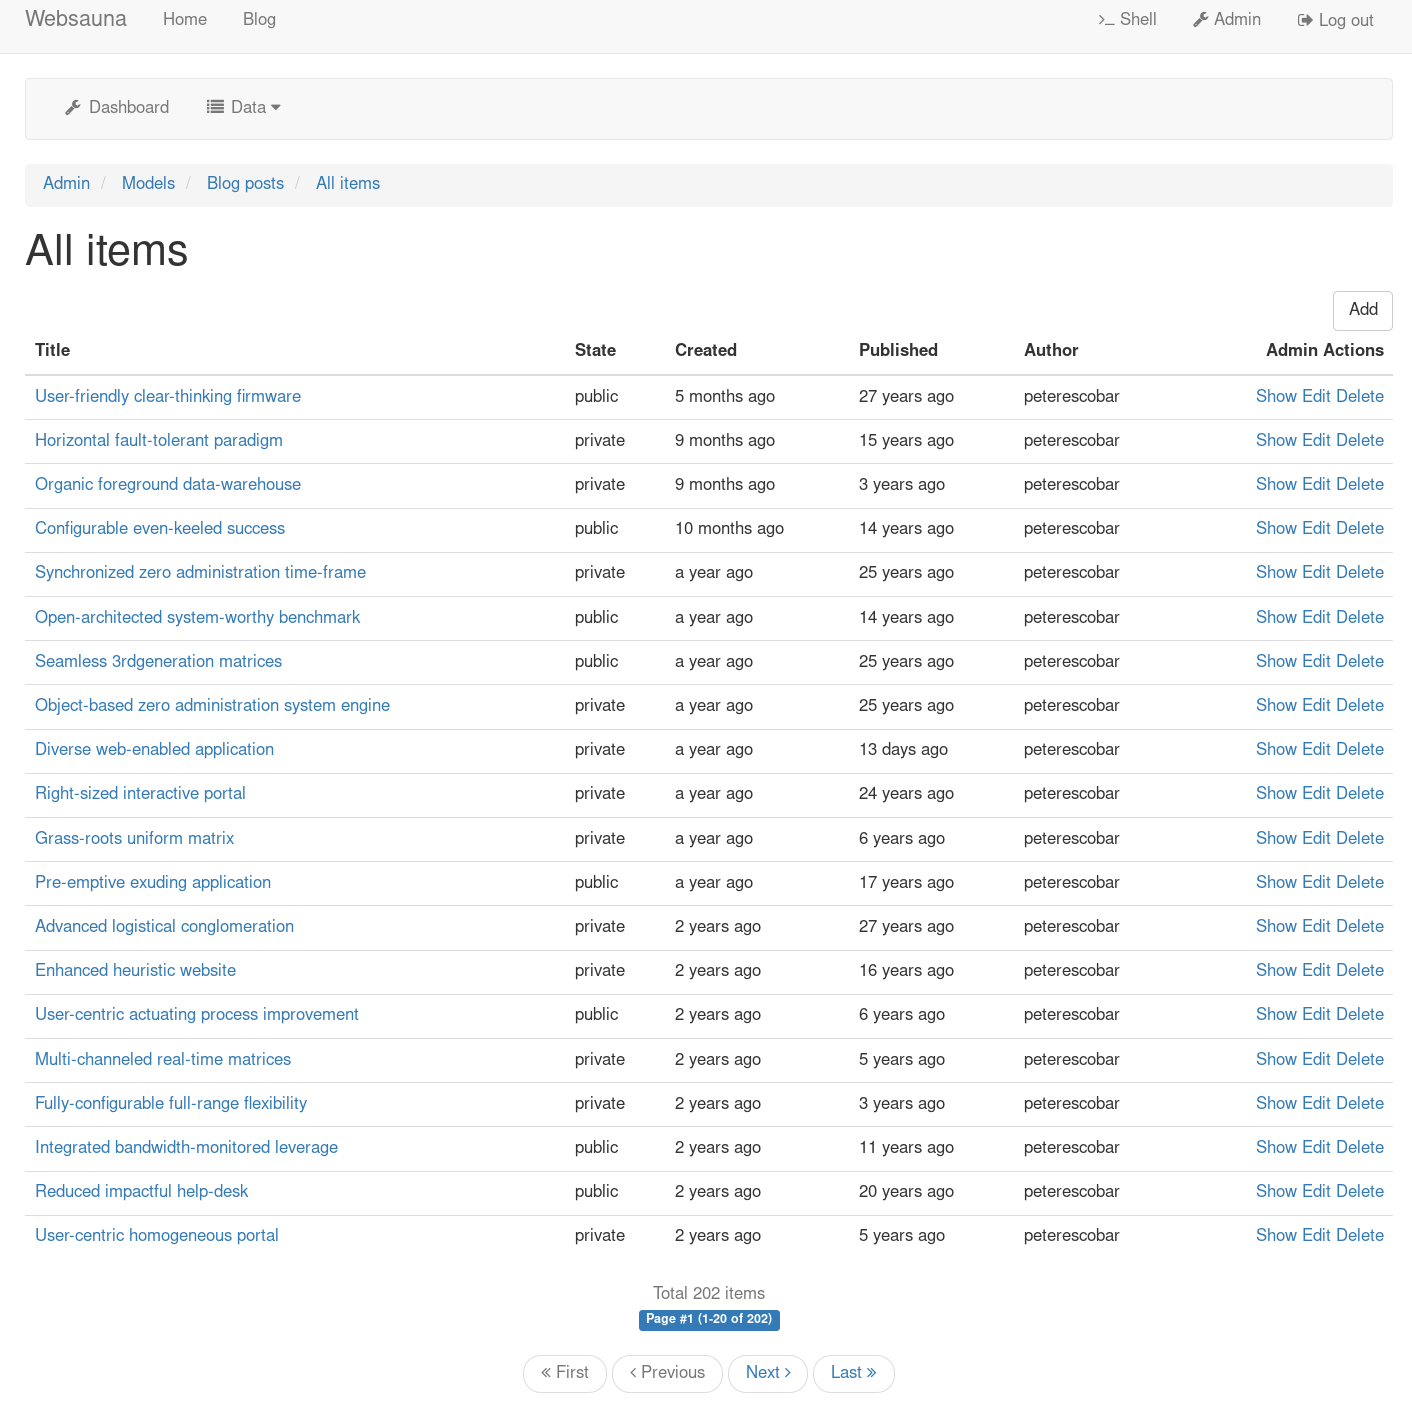 Websauna Home Blog Shell Admin Log out
Dashboard Data
Admin / Models / Blog posts / All items
All items
Add
Title State Created Published Author Admin Actions
User-friendly clear-thinking firmware public 5 months ago 27 years ago peterescobar Show Edit Delete
Horizontal fault-tolerant paradigm private 9 months ago 15 years ago peterescobar Show Edit Delete
Organic foreground data-warehouse private 9 months ago 3 years ago peterescobar Show Edit Delete
Configurable even-keeled success public 10 months ago 14 years ago peterescobar Show Edit Delete
Synchronized zero administration time-frame private a year ago 25 years ago peterescobar Show Edit Delete
Open-architected system-worthy benchmark public a year ago 14 years ago peterescobar Show Edit Delete
Seamless 3rdgeneration matrices public a year ago 25 years ago peterescobar Show Edit Delete
Object-based zero administration system engine private a year ago 25 years ago peterescobar Show Edit Delete
Diverse web-enabled application private a year ago 13 days ago peterescobar Show Edit Delete
Right-sized interactive portal private a year ago 24 years ago peterescobar Show Edit Delete
Grass-roots uniform matrix private a year ago 6 years ago peterescobar Show Edit Delete
Pre-emptive exuding application public a year ago 17 years ago peterescobar Show Edit Delete
Advanced logistical conglomeration private 2 years ago 27 years ago peterescobar Show Edit Delete
Enhanced heuristic website private 2 years ago 16 years ago peterescobar Show Edit Delete
User-centric actuating process improvement public 2 years ago 6 years ago peterescobar Show Edit Delete
Multi-channeled real-time matrices private 2 years ago 5 years ago peterescobar Show Edit Delete
Fully-configurable full-range flexibility private 2 years ago 3 years ago peterescobar Show Edit Delete
Integrated bandwidth-monitored leverage public 2 years ago 11 years ago peterescobar Show Edit Delete
Reduced impactful help-desk public 2 years ago 20 years ago peterescobar Show Edit Delete
User-centric homogeneous portal private 2 years ago 5 years ago peterescobar Show Edit Delete
Total 202 items
Page #1 (1-20 of 202)
« First ‹ Previous Next › Last »